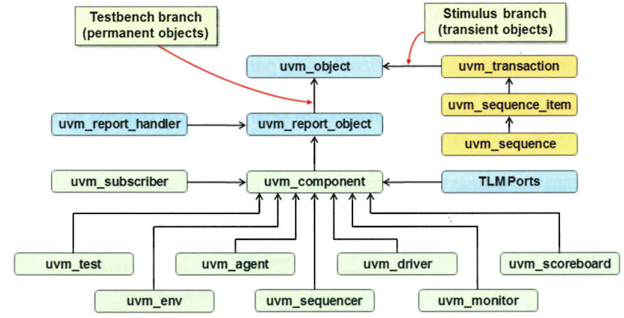 Testbench branch
(permanent objects)
Stimulus branch
(transient objects)
uvm_object
uvm_transaction
uvm_sequence_item
uvm_report_handler
uvm_report_object
uvm_sequence
uvm_subscriber
uvm_component
TLM Ports
uvm_test
uvm_agent
uvm_driver
uvm_scoreboard
uvm_env
uvm_sequencer
uvm_monitor